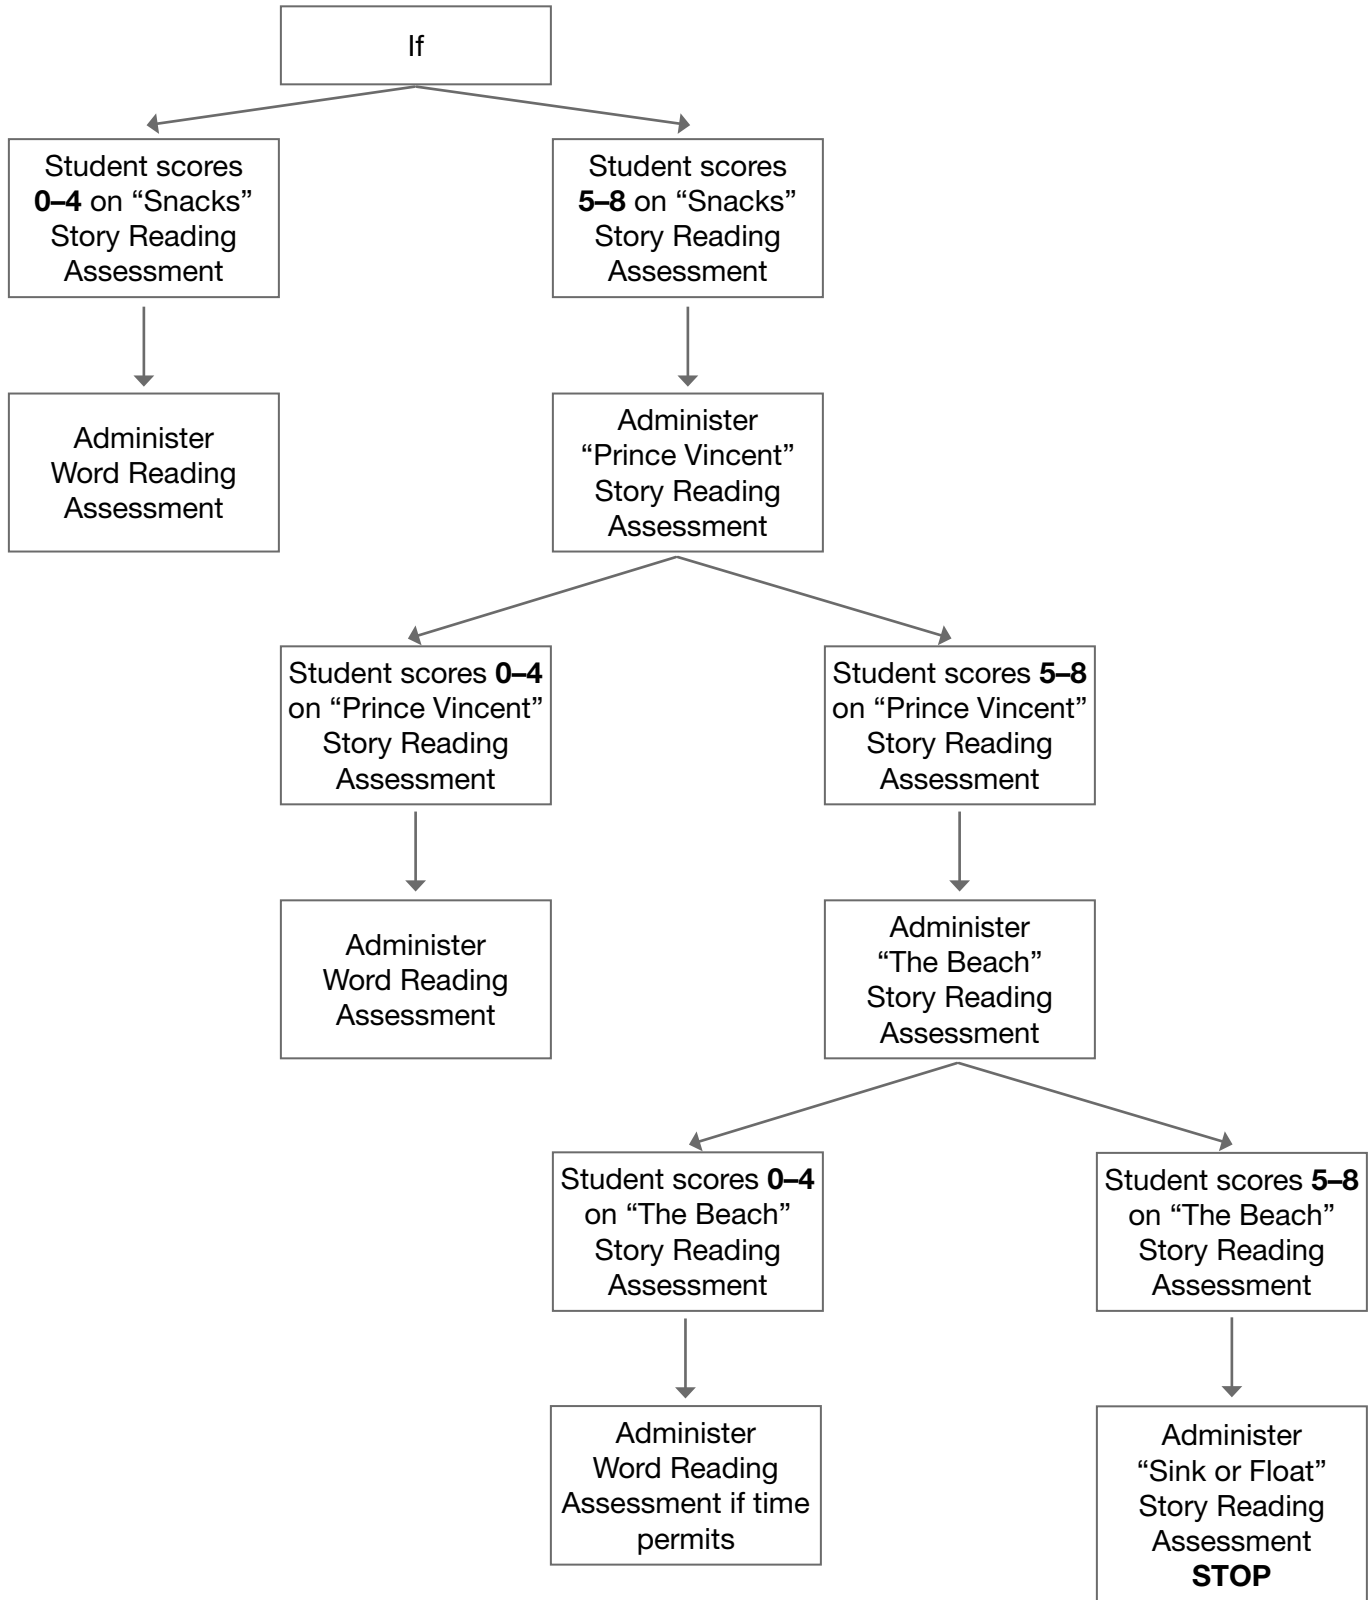 If
Student scores
0–4 on “Snacks”
Story Reading
Assessment
Student scores
5–8 on “Snacks”
Story Reading
Assessment
Administer
Word Reading
Assessment
Administer
“Prince Vincent”
Story Reading
Assessment
Student scores 0–4
on “Prince Vincent”
Story Reading
Assessment
Student scores 5–8
on “Prince Vincent”
Story Reading
Assessment
Administer
Word Reading
Assessment
Administer
“The Beach”
Story Reading
Assessment
Student scores 0–4
on “The Beach”
Story Reading
Assessment
Student scores 5–8
on “The Beach”
Story Reading
Assessment
Administer
Word Reading
Assessment if time
permits
Administer
“Sink or Float”
Story Reading
Assessment
STOP